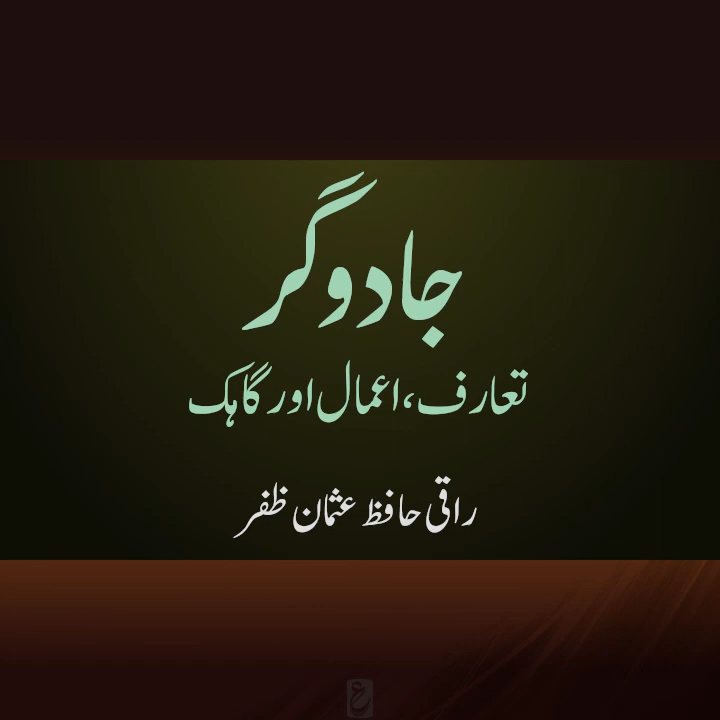 جادوگر
تعارف، اعمال اور گاہک
راقی حافظ عثمان ظفر